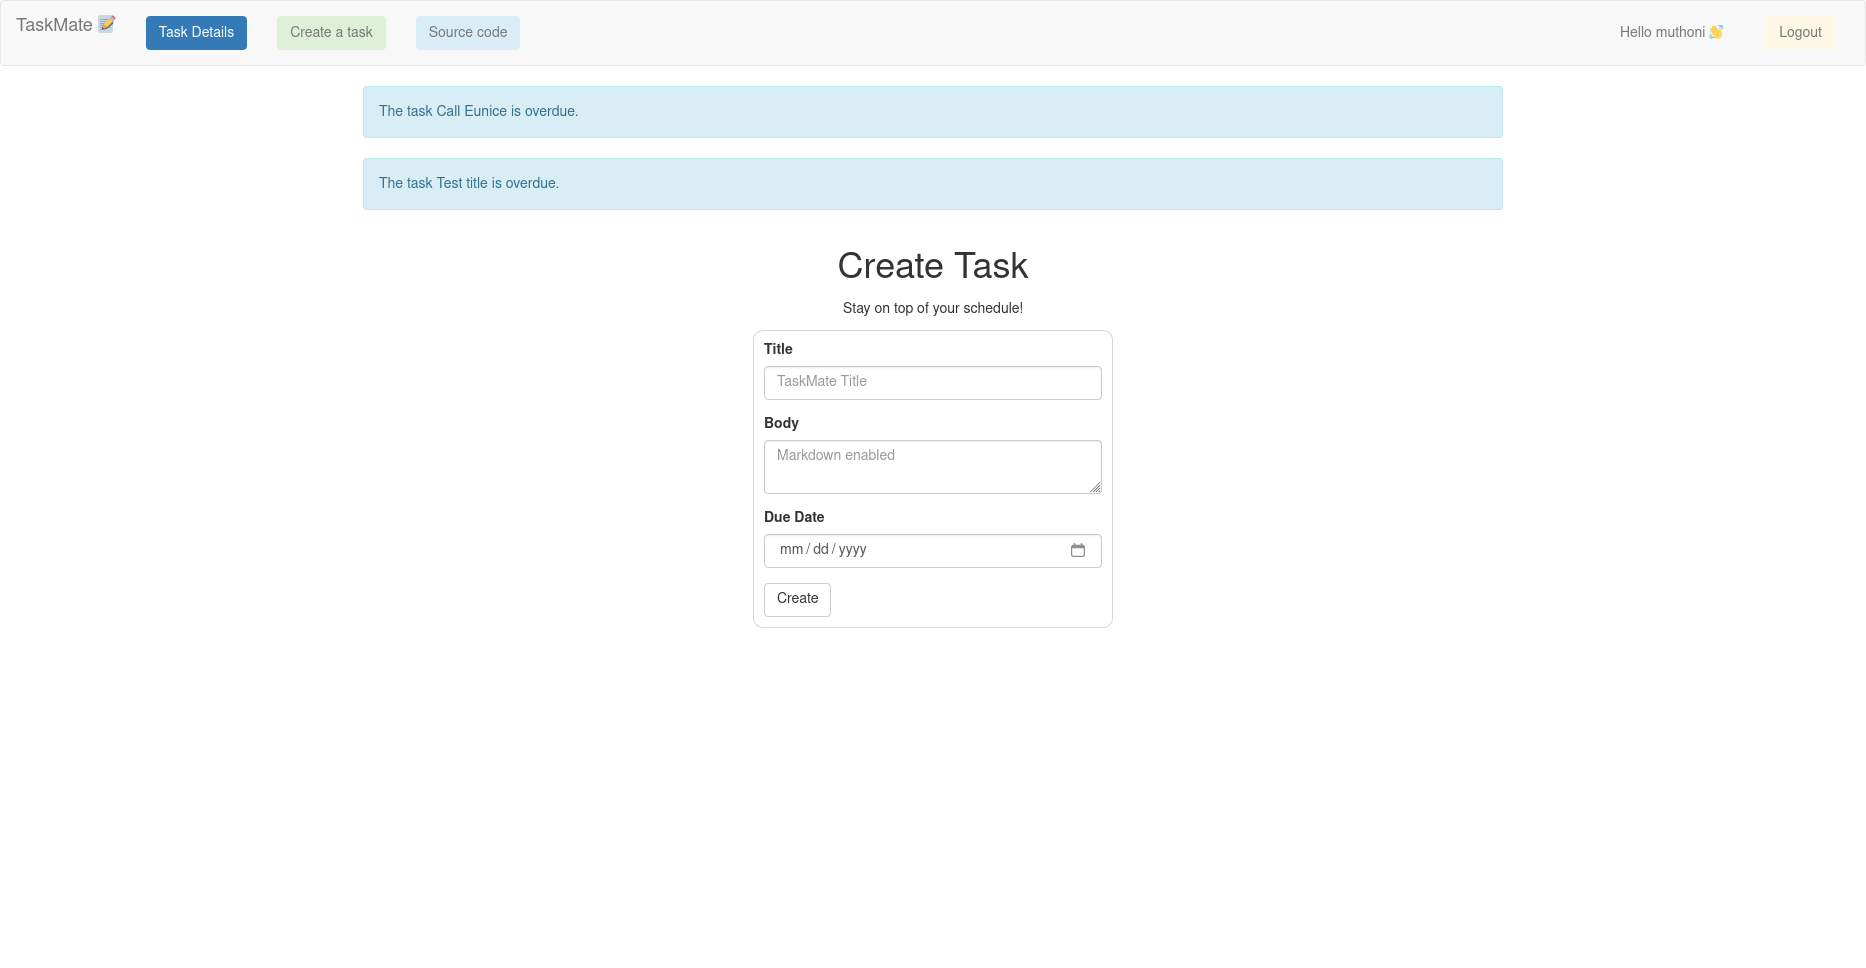 TaskMate 📝 Task Details Create a task Source code Hello muthoni 👋 Logout
The task Call Eunice is overdue.
The task Test title is overdue.
Create Task
Stay on top of your schedule!
Title
TaskMate Title
Body
Markdown enabled
Due Date
mm / dd / yyyy
Create